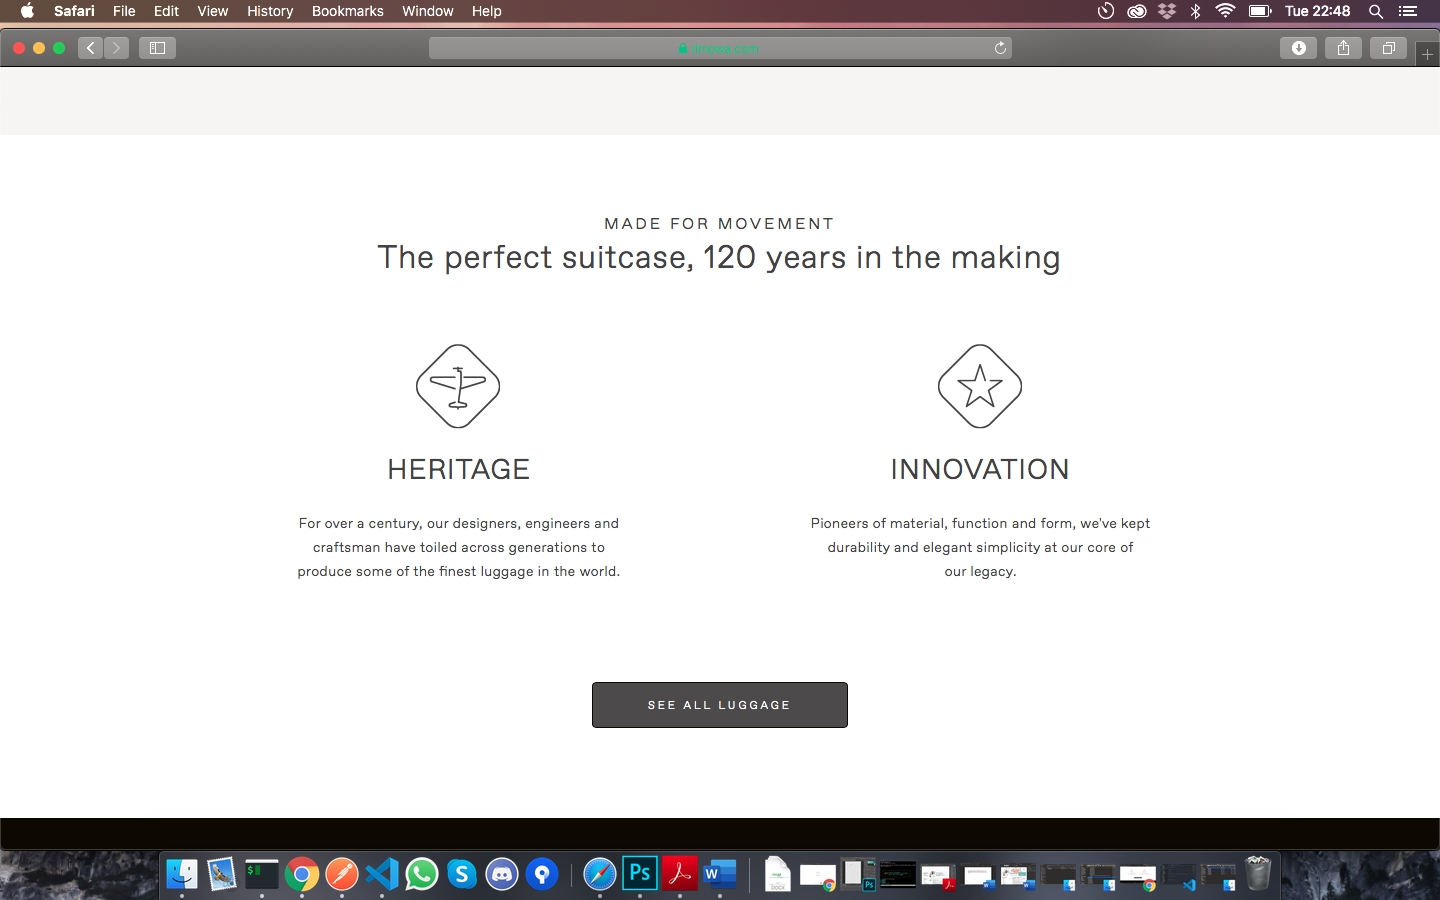 Safari File Edit View History Bookmarks Window Help Tue 22:48
rimowa.com
MADE FOR MOVEMENT
The perfect suitcase, 120 years in the making
HERITAGE
For over a century, our designers, engineers and
craftsman have toiled across generations to
produce some of the finest luggage in the world.
INNOVATION
Pioneers of material, function and form, we've kept
durability and elegant simplicity at our core of
our legacy.
SEE ALL LUGGAGE
$
S
Ps
W
DOCX
Ps